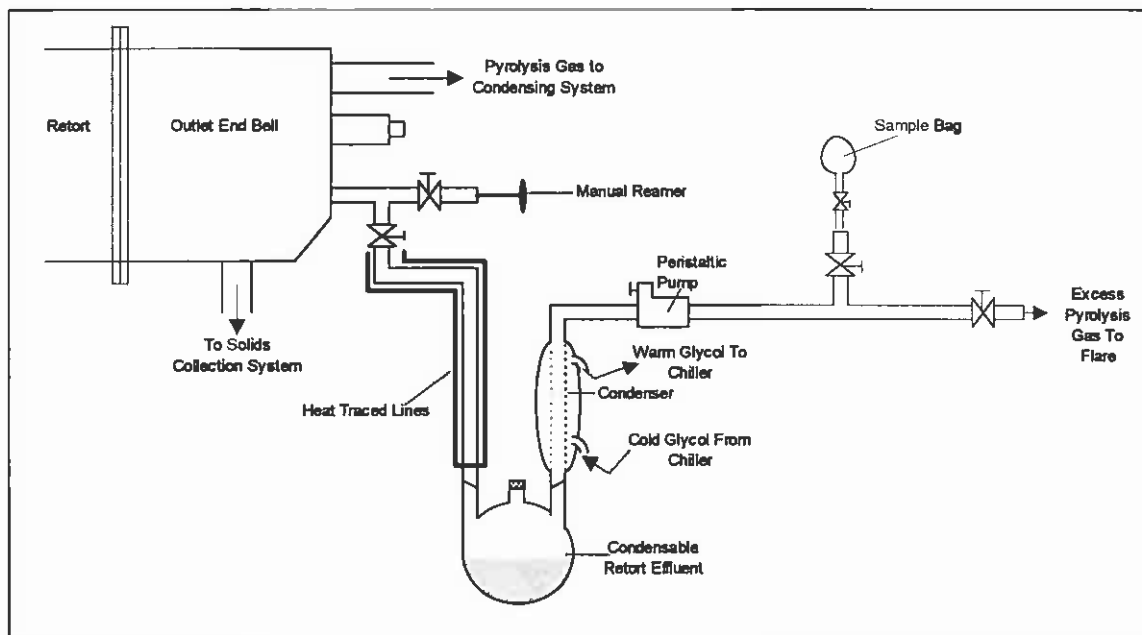 Pyrolysis Gas to
Condensing System
Retort
Outlet End Bell
Sample Bag
Manual Reamer
Peristaltic
Pump
Excess
Pyrolysis
Gas To
Flare
To Solids
Collection System
Warm Glycol To
Chiller
Condenser
Heat Traced Lines
Cold Glycol From
Chiller
Condensable
Retort Effluent